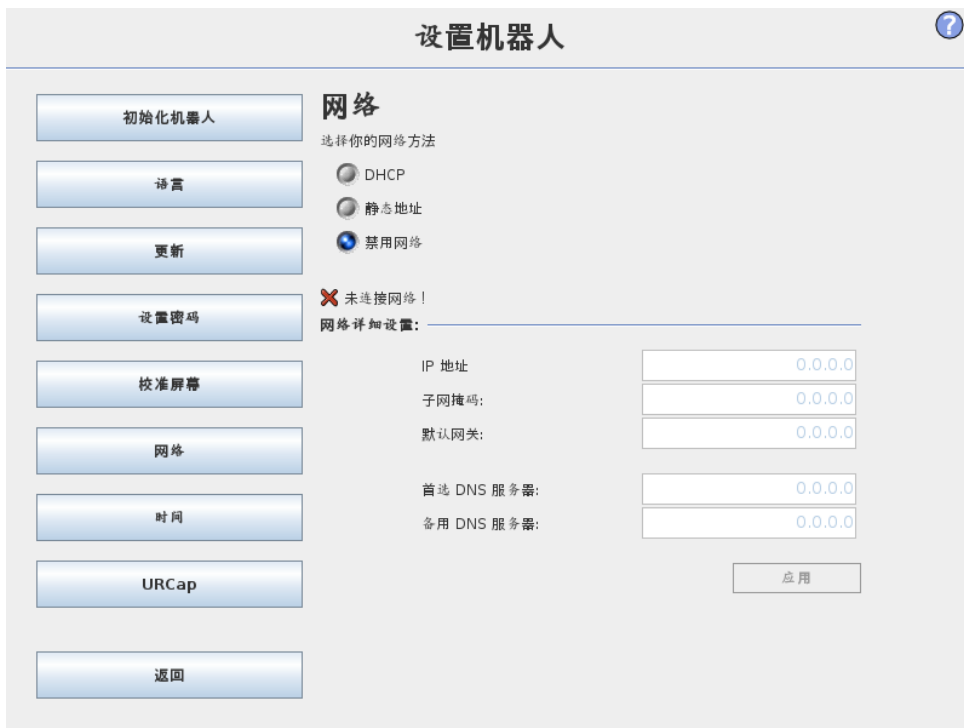 设置机器人
?
初始化机器人
语言
更新
设置密码
校准屏幕
网络
时间
URCap
返回
网络
选择你的网络方法
DHCP
静态地址
禁用网络
未连接网络！
网络详细设置:
IP 地址 0.0.0.0
子网掩码: 0.0.0.0
默认网关: 0.0.0.0
首选 DNS 服务器: 0.0.0.0
备用 DNS 服务器: 0.0.0.0
应用